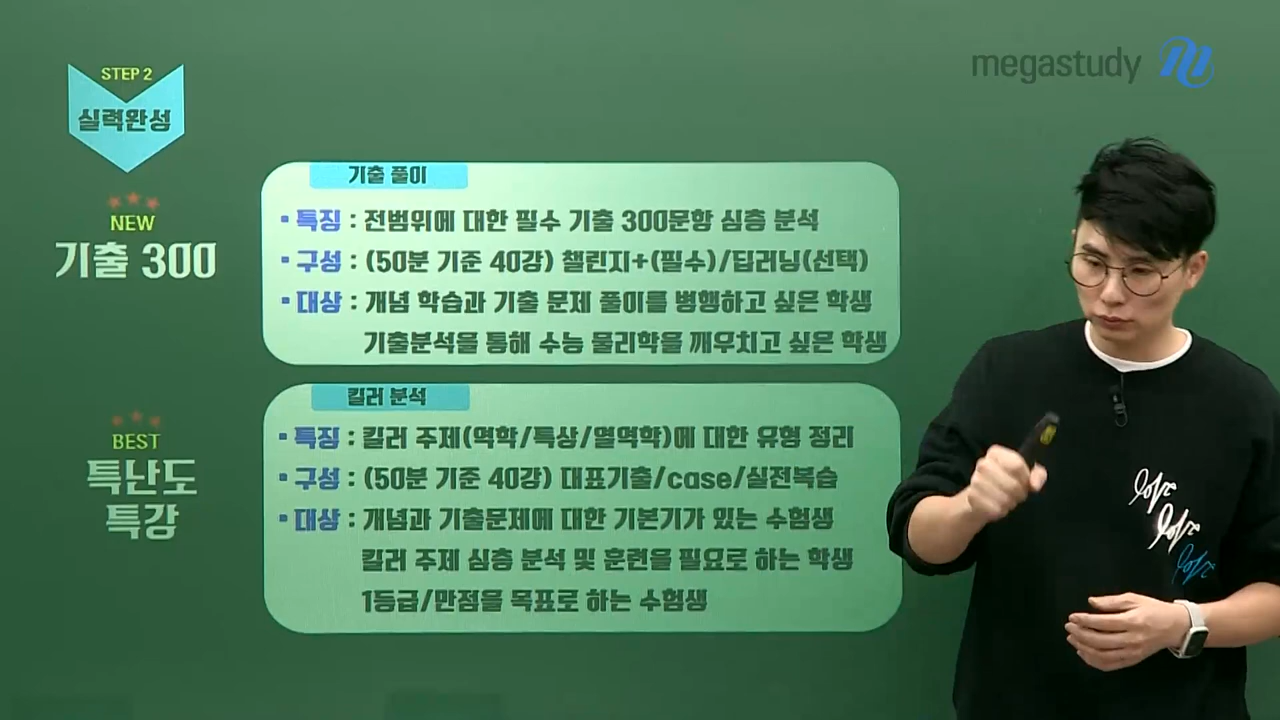 STEP 2
실력완성
megastudy
NEW
기출 300
기출 풀이
▪ 특징 : 전범위에 대한 필수 기출 300문항 심층 분석
▪ 구성 : (50분 기준 40강) 챌린지+(필수)/딥러닝(선택)
▪ 대상 : 개념 학습과 기출 문제 풀이를 병행하고 싶은 학생
기출분석을 통해 수능 물리학을 깨우치고 싶은 학생
BEST
특난도
특강
킬러 분석
▪ 특징 : 킬러 주제(역학/특상/열역학)에 대한 유형 정리
▪ 구성 : (50분 기준 40강) 대표기출/case/실전복습
▪ 대상 : 개념과 기출문제에 대한 기본기가 있는 수험생
킬러 주제 심층 분석 및 훈련을 필요로 하는 학생
1등급/만점을 목표로 하는 수험생
love
love
love